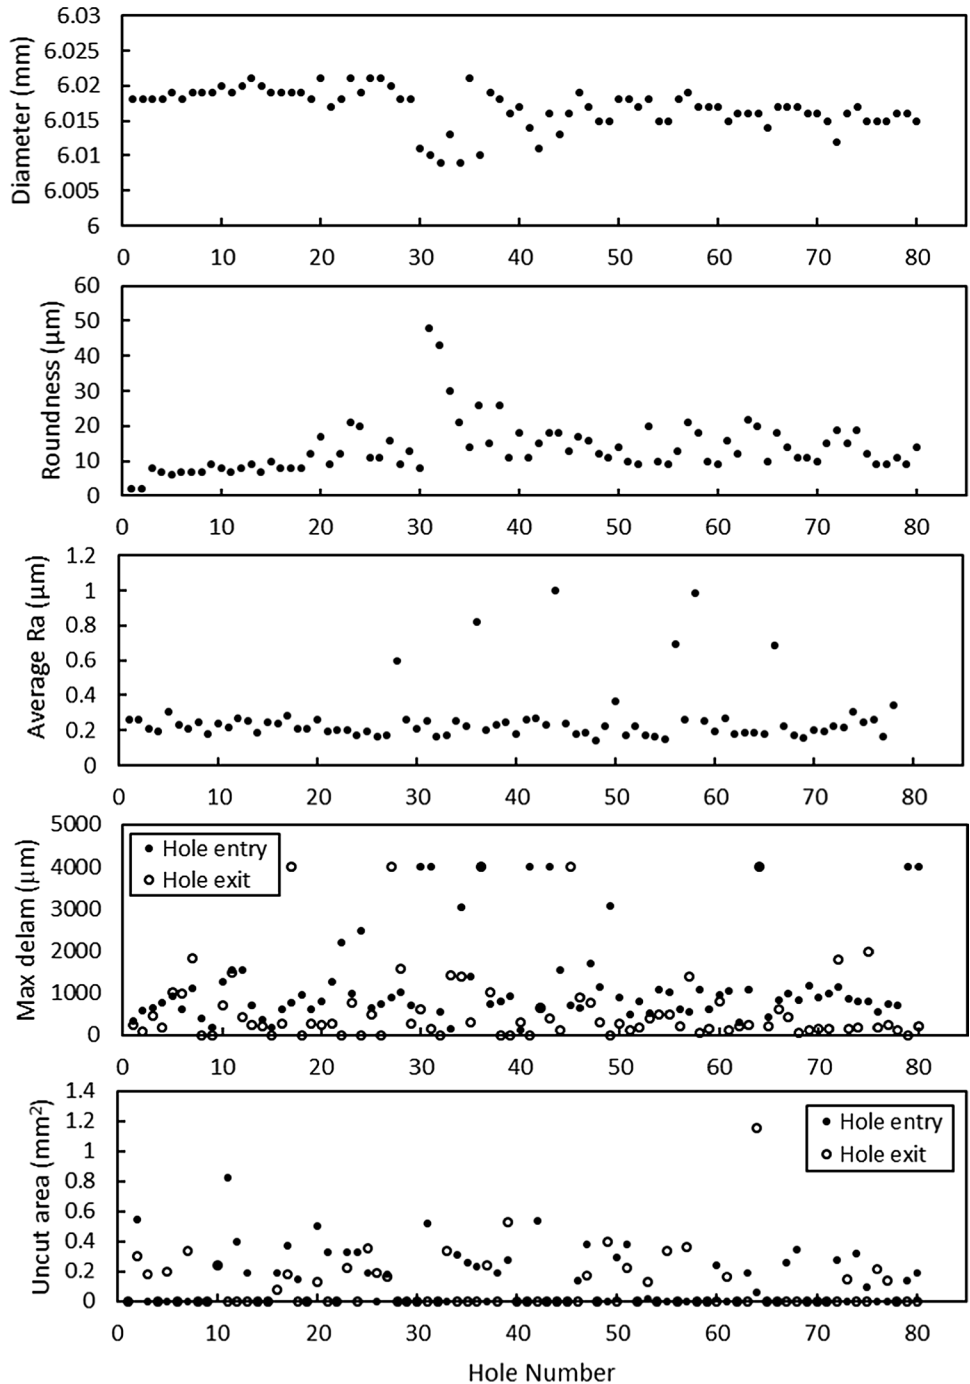 Diameter (mm)
6.03
6.025
6.02
6.015
6.01
6.005
6
0 10 20 30 40 50 60 70 80
Roundness (μm)
60
50
40
30
20
10
0
0 10 20 30 40 50 60 70 80
Average Ra (μm)
1.2
1
0.8
0.6
0.4
0.2
0
0 10 20 30 40 50 60 70 80
Max delam (μm)
5000
4000
3000
2000
1000
0
Hole entry
Hole exit
0 10 20 30 40 50 60 70 80
Uncut area (mm²)
1.4
1.2
1
0.8
0.6
0.4
0.2
0
Hole entry
Hole exit
0 10 20 30 40 50 60 70 80
Hole Number